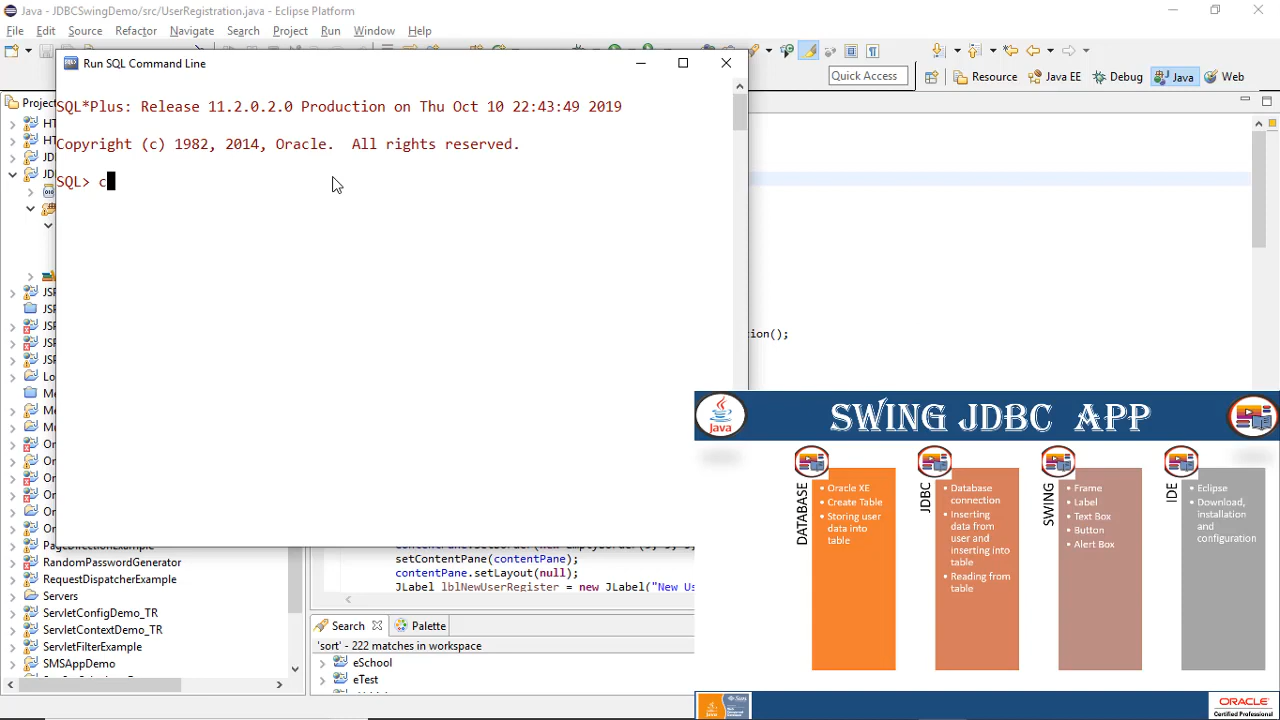 Java - JDBCSwingDemo/src/UserRegistration.java - Eclipse Platform
File Edit Source Refactor Navigate Search Project Run Window Help
Quick Access Resource Java EE Debug Java Web
Run SQL Command Line
SQL*Plus: Release 11.2.0.2.0 Production on Thu Oct 10 22:43:49 2019
Copyright (c) 1982, 2014, Oracle. All rights reserved.
SQL> c
tion();
PageDirectionExample
RandomPasswordGenerator
RequestDispatcherExample
Servers
ServletConfigDemo_TR
ServletContextDemo_TR
ServletFilterExample
SMSAppDemo
setContentPane(contentPane);
contentPane.setLayout(null);
JLabel lblNewUserRegister = new JLabel("New Us
Search Palette
'sort' - 222 matches in workspace
eSchool
eTest
SWING JDBC APP
Java
DATABASE
Oracle XE
Create Table
Storing user
data into
table
JDBC
Database
connection
Inserting
data from
user and
inserting into
table
Reading from
table
SWING
Frame
Label
Text Box
Button
Alert Box
IDE
Eclipse
Download,
installation
and
configuration
ORACLE
Certified Professional